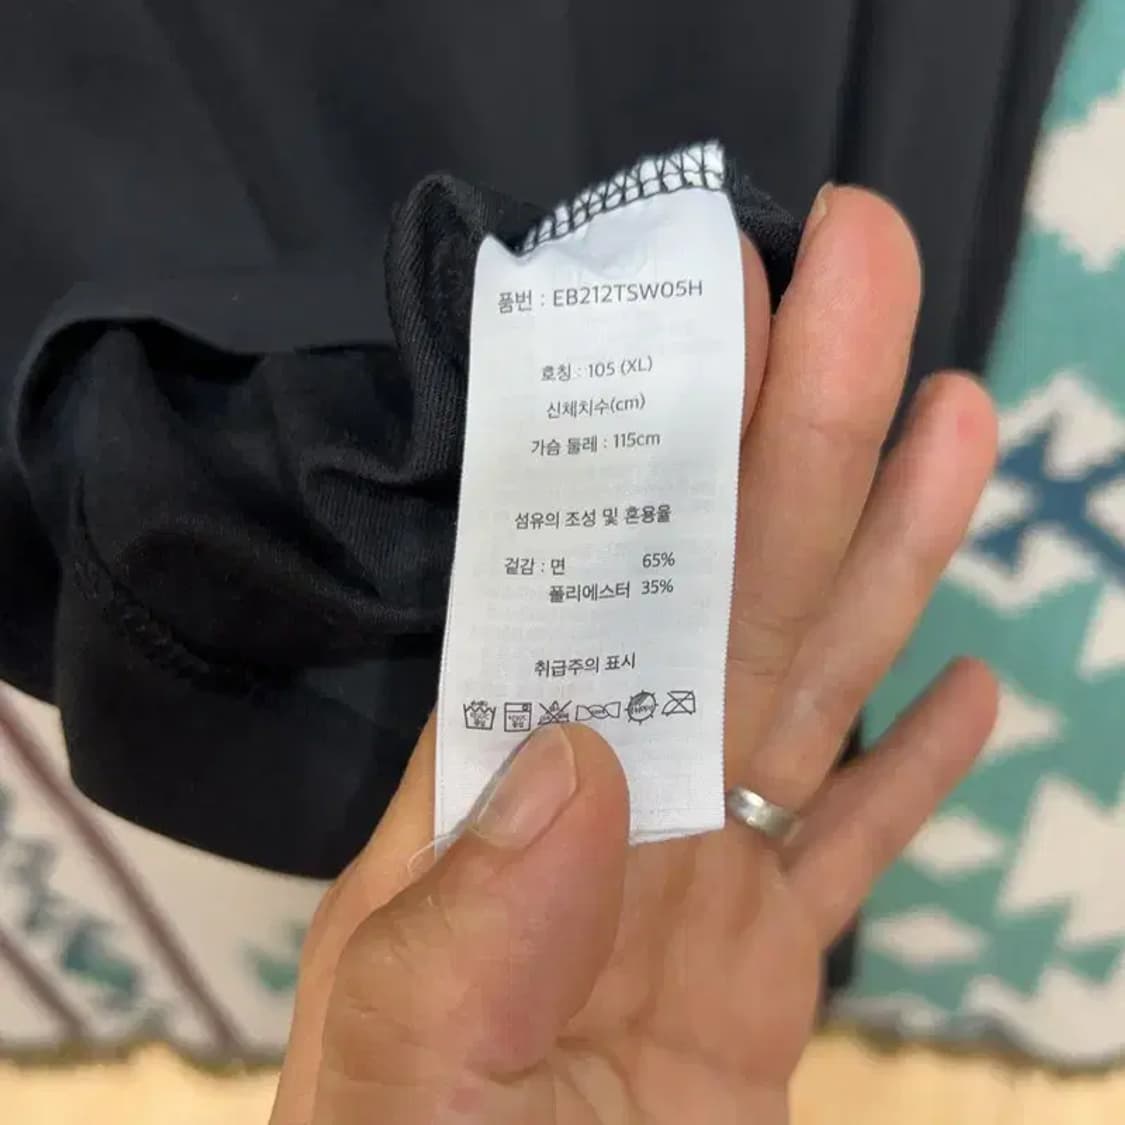 품번 : EB212TSW05H
호칭 : 105 (XL)
신체치수(cm)
가슴 둘레 : 115cm
섬유의 조성 및 혼용율
겉감 : 면 65%
폴리에스터 35%
취급주의 표시